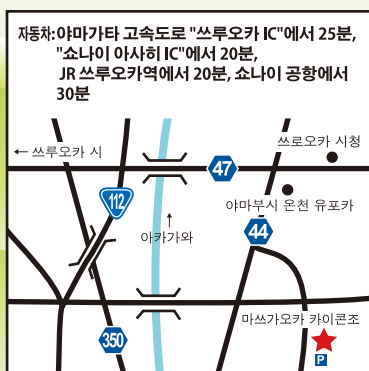 자동차:야마가타 고속도로 "쯔루오카 IC"에서 25분,
"쇼나이 아사히 IC"에서 20분,
JR 쯔루오카역에서 20분, 쇼나이 공항에서
30분
← 쓰루오카 시
쓰로오카 시청
47
야마부시 온천 유포카
112
↑
아카가와
44
마쓰가오카 카이콘조
350
P